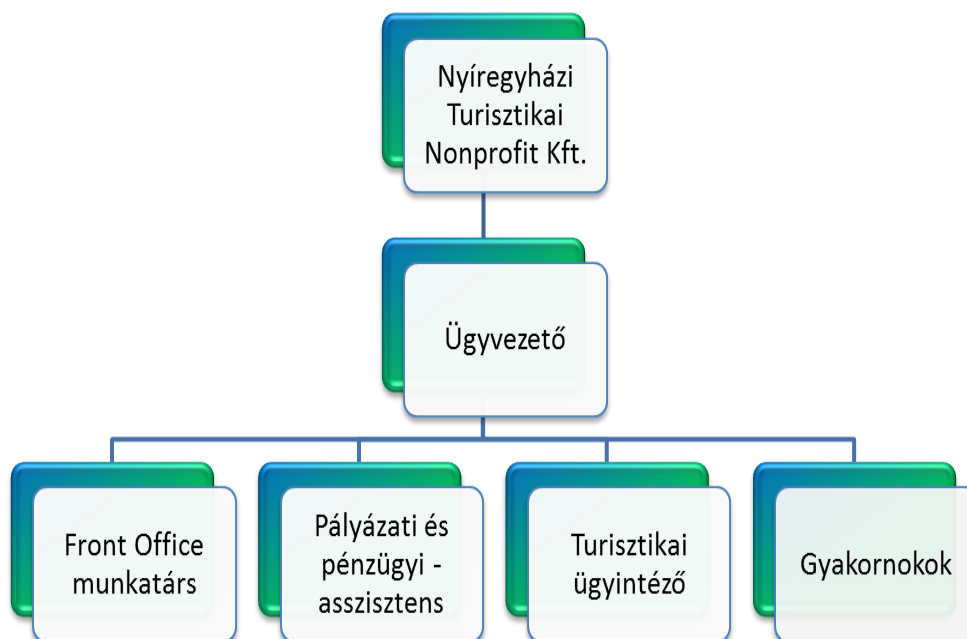 Nyíregyházi
Turisztikai
Nonprofit Kft.
Ügyvezető
Front Office
munkatárs
Pályázati és
pénzügyi -
asszisztens
Turisztikai
ügyintéző
Gyakornokok